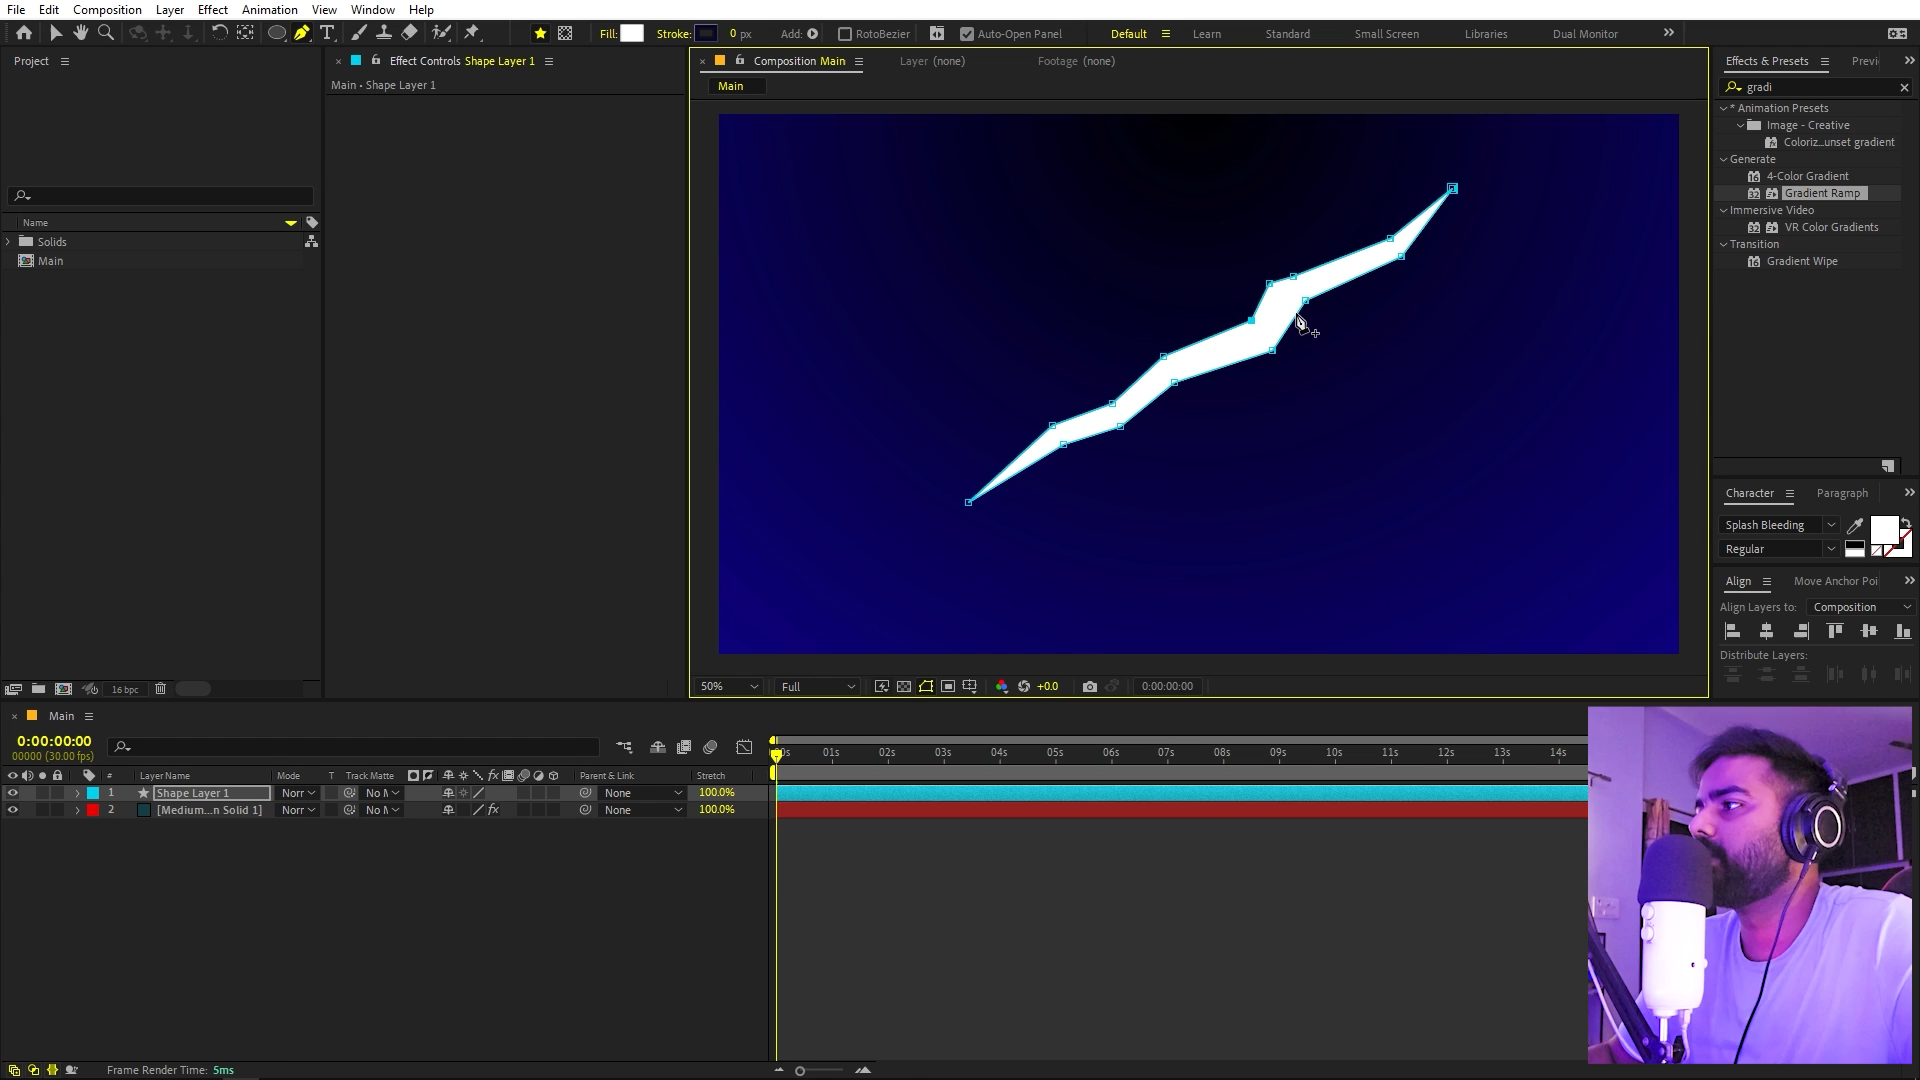 File Edit Composition Layer Effect Animation View Window Help
Fill: Stroke: 0 px Add: RotoBezier Auto-Open Panel Default Learn Standard Small Screen Libraries Dual Monitor
Project
Effect Controls Shape Layer 1
Composition Main
Layer (none)
Footage (none)
Effects & Presets
Previ
Main • Shape Layer 1
Main
gradi
* Animation Presets
Image - Creative
Coloriz...unset gradient
Generate
4-Color Gradient
Gradient Ramp
Immersive Video
VR Color Gradients
Transition
Gradient Wipe
Name
Solids
Main
Character Paragraph
Splash Bleeding
Regular
Align Move Anchor Poi
Align Layers to: Composition
Distribute Layers:
16 bpc
50% Full +0.0 0:00:00:00
Main
0:00:00:00
00000 (30.00 fps)
00s 01s 02s 03s 04s 05s 06s 07s 08s 09s 10s 11s 12s 13s 14s
# Layer Name Mode T Track Matte fx Parent & Link Stretch
1 Shape Layer 1 Norr No M None 100.0%
2 [Medium...n Solid 1] Norr No M fx None 100.0%
Frame Render Time: 5ms